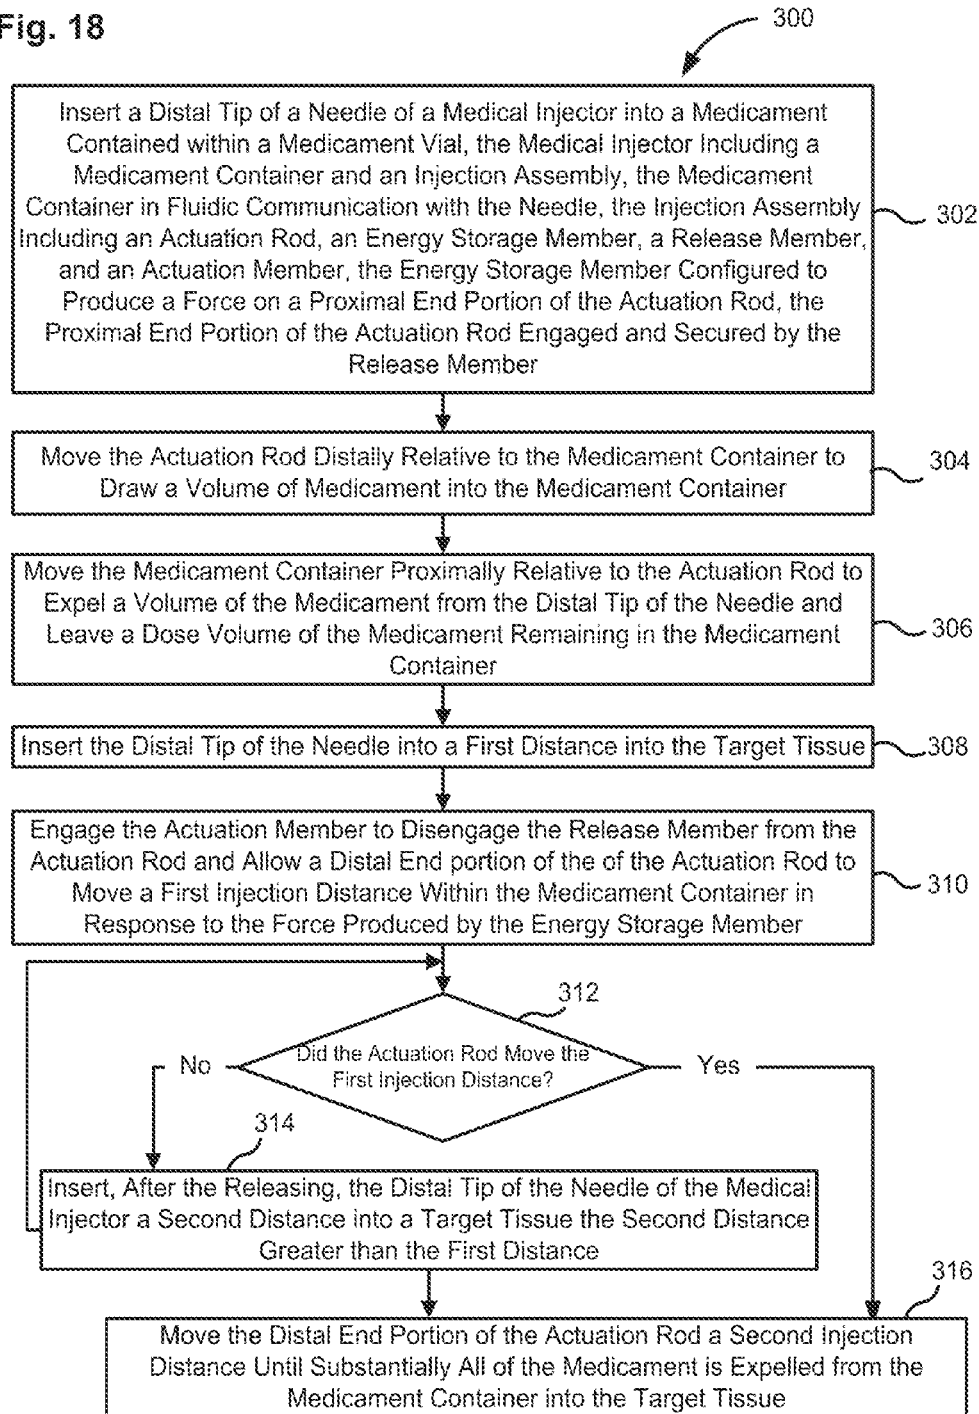 Fig. 18
300
Insert a Distal Tip of a Needle of a Medical Injector into a Medicament
Contained within a Medicament Vial, the Medical Injector Including a
Medicament Container and an Injection Assembly, the Medicament
Container in Fluidic Communication with the Needle, the Injection Assembly
Including an Actuation Rod, an Energy Storage Member, a Release Member,
and an Actuation Member, the Energy Storage Member Configured to
Produce a Force on a Proximal End Portion of the Actuation Rod, the
Proximal End Portion of the Actuation Rod Engaged and Secured by the
Release Member
302
Move the Actuation Rod Distally Relative to the Medicament Container to
Draw a Volume of Medicament into the Medicament Container
304
Move the Medicament Container Proximally Relative to the Actuation Rod to
Expel a Volume of the Medicament from the Distal Tip of the Needle and
Leave a Dose Volume of the Medicament Remaining in the Medicament
Container
306
Insert the Distal Tip of the Needle into a First Distance into the Target Tissue
308
Engage the Actuation Member to Disengage the Release Member from the
Actuation Rod and Allow a Distal End portion of the of the Actuation Rod to
Move a First Injection Distance Within the Medicament Container in
Response to the Force Produced by the Energy Storage Member
310
312
Did the Actuation Rod Move the
First Injection Distance?
No
Yes
314
Insert, After the Releasing, the Distal Tip of the Needle of the Medical
Injector a Second Distance into a Target Tissue the Second Distance
Greater than the First Distance
316
Move the Distal End Portion of the Actuation Rod a Second Injection
Distance Until Substantially All of the Medicament is Expelled from the
Medicament Container into the Target Tissue